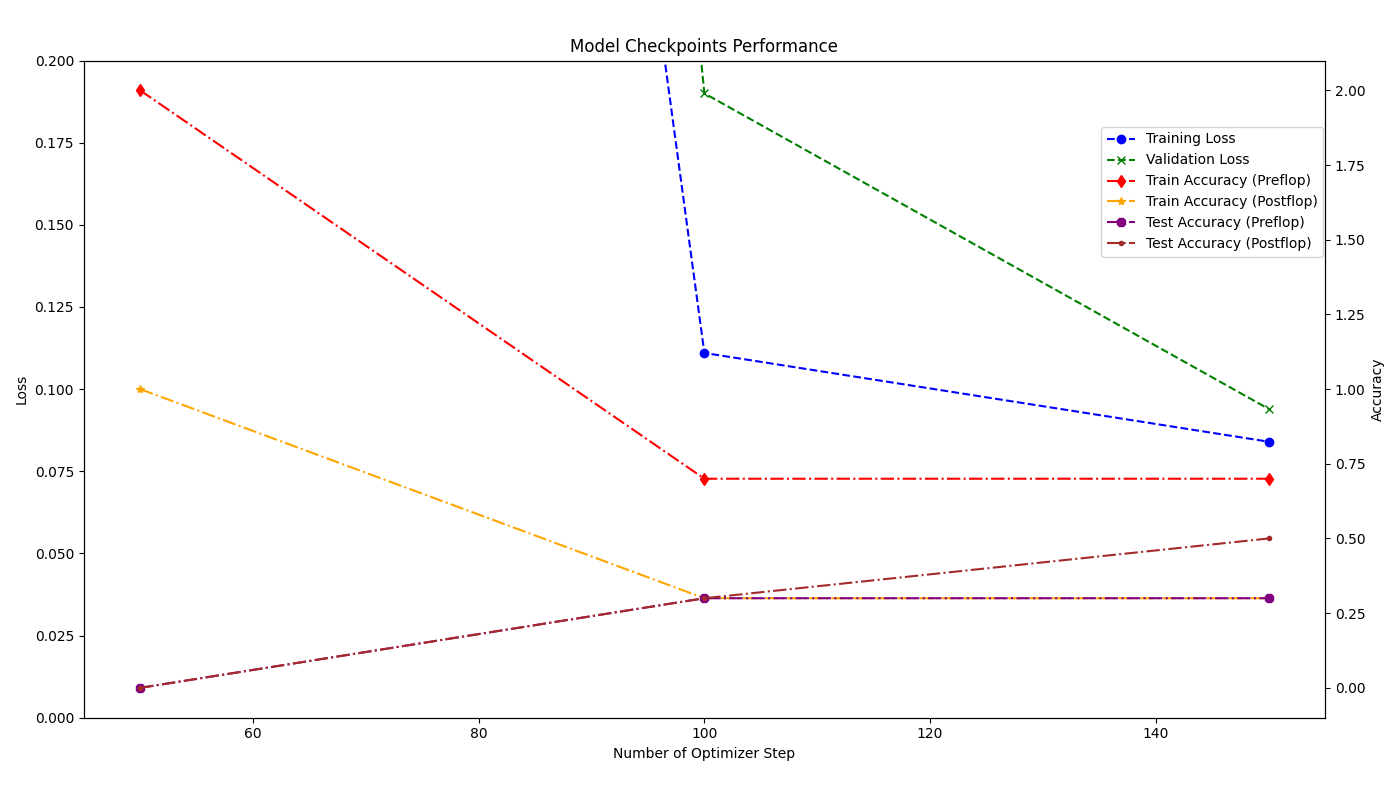 Model Checkpoints Performance
0.200
0.175
0.150
0.125
0.100
0.075
0.050
0.025
0.000
Loss
2.00
1.75
1.50
1.25
1.00
0.75
0.50
0.25
0.00
Accuracy
Training Loss
Validation Loss
Train Accuracy (Preflop)
Train Accuracy (Postflop)
Test Accuracy (Preflop)
Test Accuracy (Postflop)
60 80 100 120 140
Number of Optimizer Step